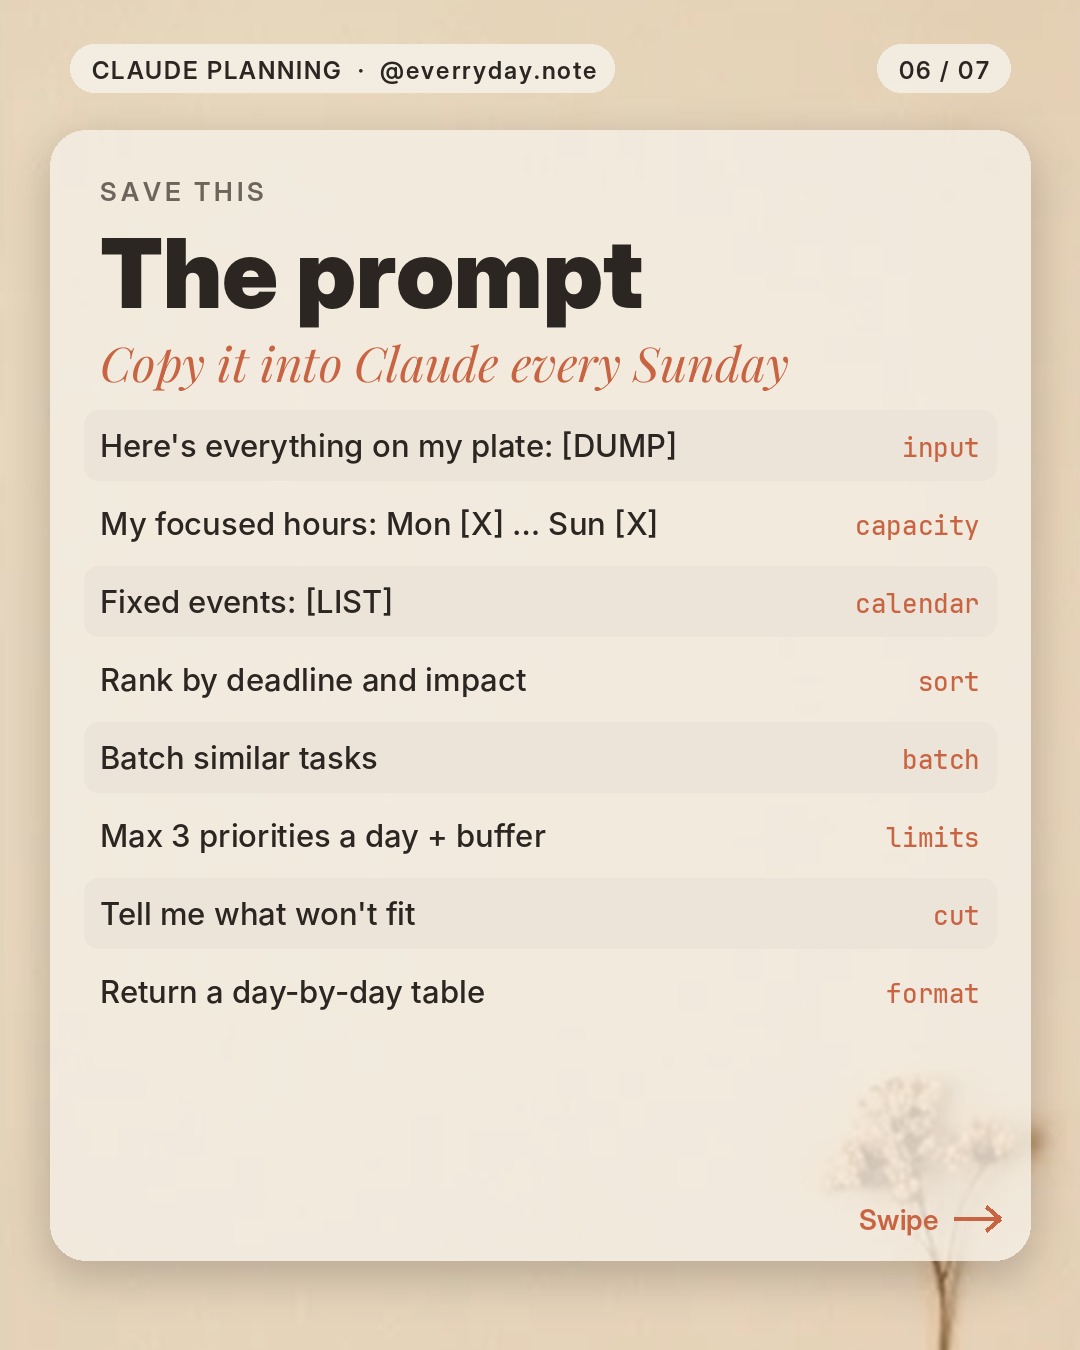 CLAUDE PLANNING · @everryday.note
06 / 07
SAVE THIS
The prompt
Copy it into Claude every Sunday
Here's everything on my plate: [DUMP] input
My focused hours: Mon [X] ... Sun [X] capacity
Fixed events: [LIST] calendar
Rank by deadline and impact sort
Batch similar tasks batch
Max 3 priorities a day + buffer limits
Tell me what won't fit cut
Return a day-by-day table format
Swipe →